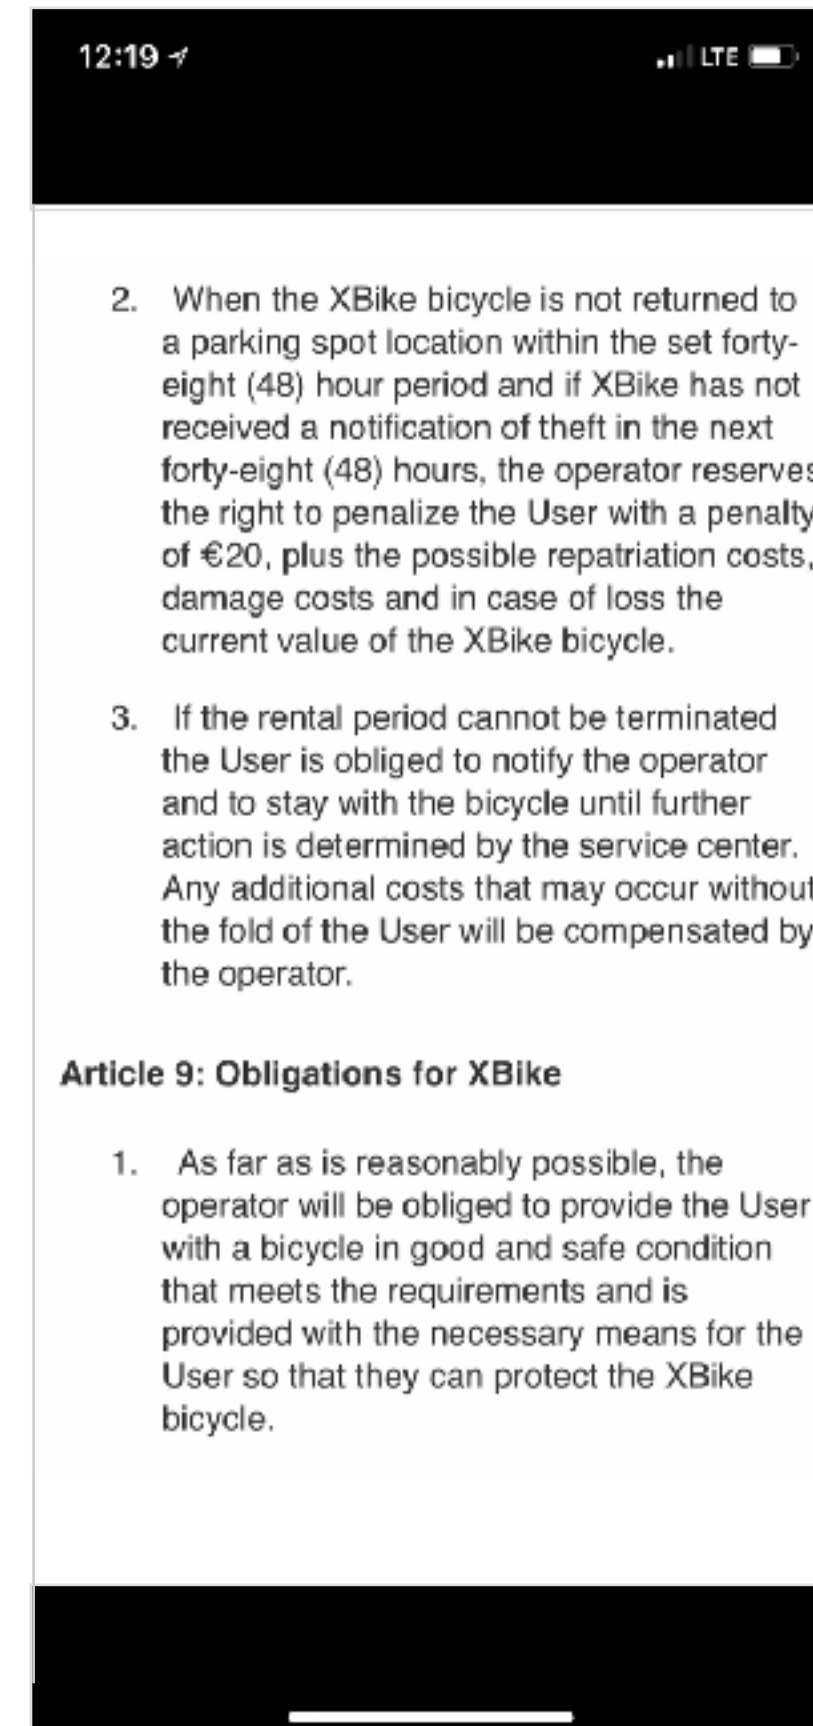 12:19
LTE
2. When the XBike bicycle is not returned to
a parking spot location within the set forty-
eight (48) hour period and if XBike has not
received a notification of theft in the next
forty-eight (48) hours, the operator reserves
the right to penalize the User with a penalty
of €20, plus the possible repatriation costs,
damage costs and in case of loss the
current value of the XBike bicycle.
3. If the rental period cannot be terminated
the User is obliged to notify the operator
and to stay with the bicycle until further
action is determined by the service center.
Any additional costs that may occur without
the fold of the User will be compensated by
the operator.
Article 9: Obligations for XBike
1. As far as is reasonably possible, the
operator will be obliged to provide the User
with a bicycle in good and safe condition
that meets the requirements and is
provided with the necessary means for the
User so that they can protect the XBike
bicycle.